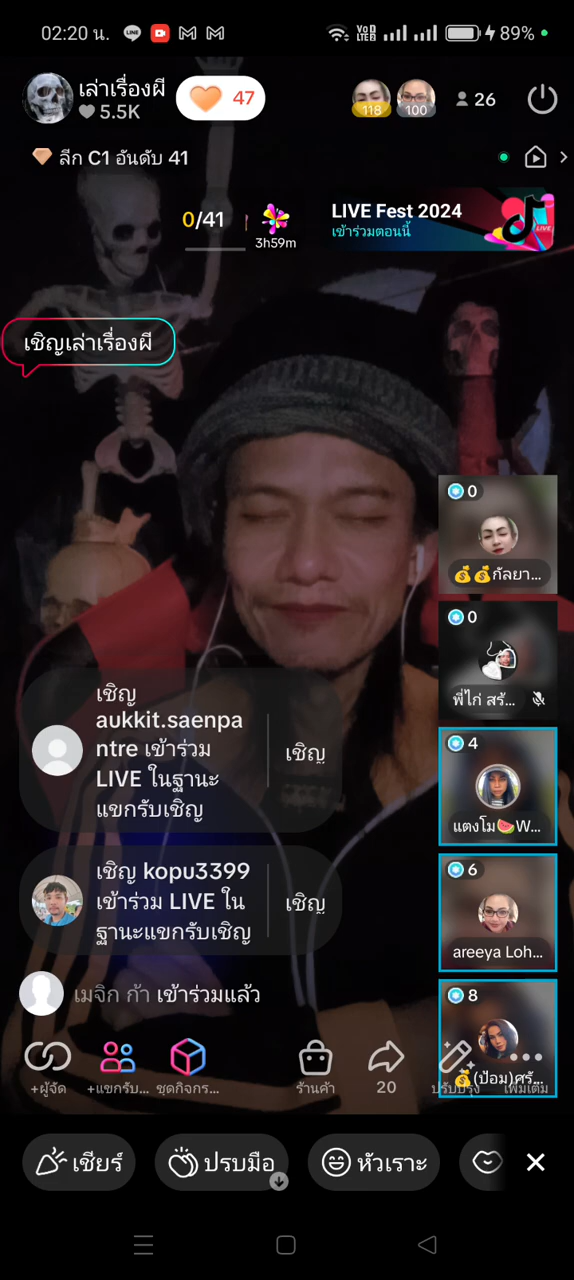 02:20 น.
VoD LTE2
89%
เล่าเรื่องผี
5.5K
47
118
100
26
ลีก C1 อันดับ 41
0/41
3h59m
LIVE Fest 2024
เข้าร่วมตอนนี้
LIVE
เชิญเล่าเรื่องผี
0
💰💰กัลยา...
0
พี่ไก่ สร้...
4
แตงโม🍉W...
6
areeya Loh...
8
💰(ป้อม)ศรั...
เชิญ
aukkit.saenpa
ntre เข้าร่วม
LIVE ในฐานะ
แขกรับเชิญ
เชิญ
เชิญ kopu3399
เข้าร่วม LIVE ใน
ฐานะแขกรับเชิญ
เชิญ
เมจิก ก้า เข้าร่วมแล้ว
+ผู้จัด
+แขกรับ...
ชุดกิจกร...
ร้านค้า
20
ปรับปรุง
เพิ่มเติม
เชียร์
ปรบมือ
หัวเราะ